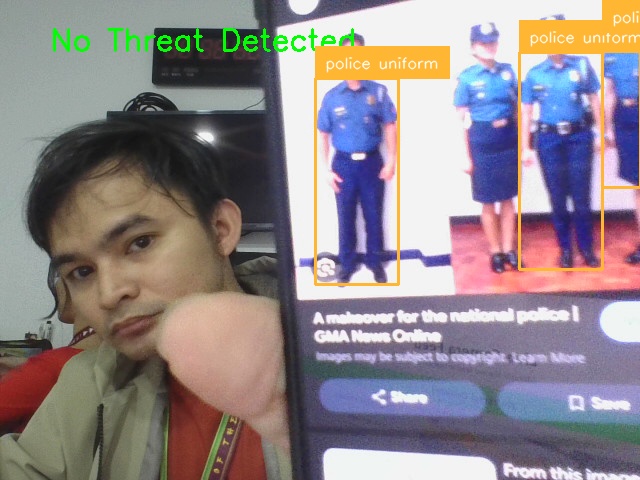 No Threat Detected
poli
police uniform
police uniform
A makeover for the national police |
GMA News Online
Images may be subject to copyright. Learn More
Share
Save
From this image